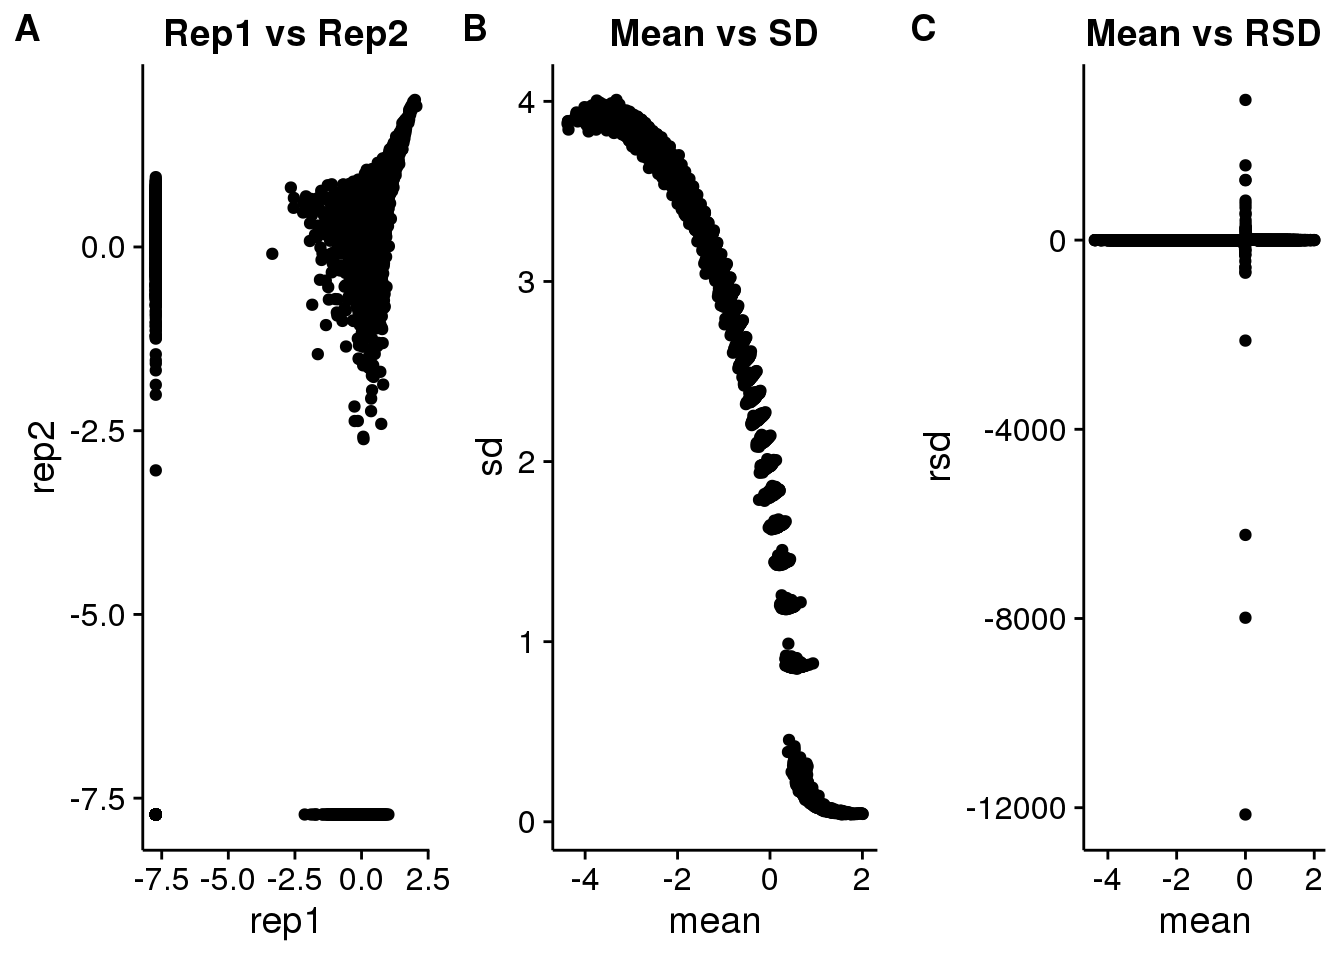 A
Rep1 vs Rep2
0.0
-2.5
-5.0
-7.5
rep2
-7.5 -5.0 -2.5 0.0 2.5
rep1
B
Mean vs SD
4
3
2
1
0
sd
-4 -2 0 2
mean
C
Mean vs RSD
0
-4000
-8000
-12000
rsd
-4 -2 0 2
mean